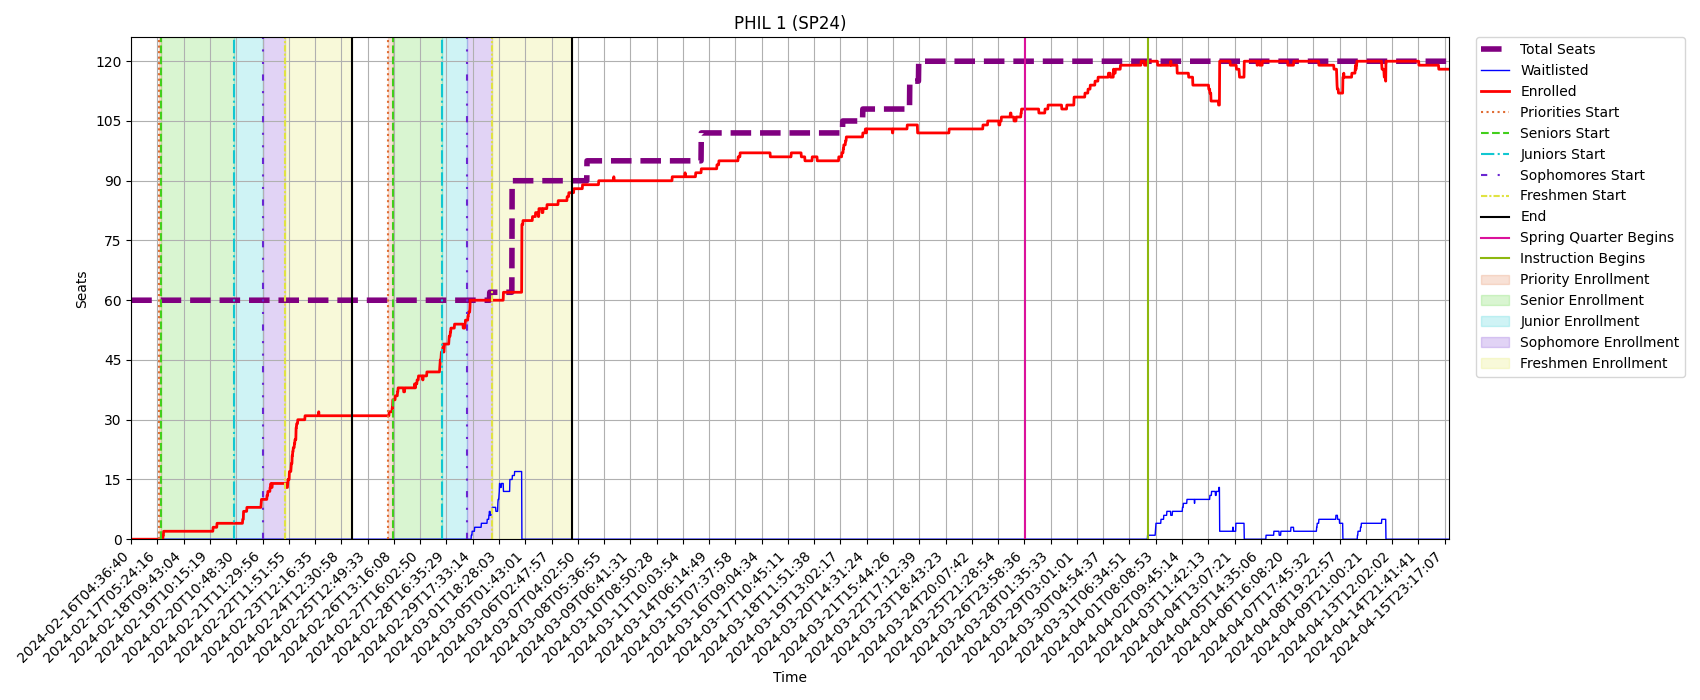 PHIL 1 (SP24)
Seats
120
105
90
75
60
45
30
15
0
2024-02-16T04:36:40
2024-02-17T05:24:16
2024-02-18T09:43:04
2024-02-19T10:15:19
2024-02-20T10:48:30
2024-02-21T11:29:56
2024-02-22T11:51:55
2024-02-23T12:16:35
2024-02-24T12:30:58
2024-02-25T12:49:33
2024-02-26T13:16:08
2024-02-27T16:02:50
2024-02-28T16:35:29
2024-02-29T17:33:14
2024-03-01T18:28:03
2024-03-05T01:43:01
2024-03-06T02:47:57
2024-03-07T04:02:50
2024-03-08T05:36:55
2024-03-09T06:41:31
2024-03-10T08:50:28
2024-03-11T10:03:54
2024-03-14T06:14:49
2024-03-15T07:37:58
2024-03-16T09:04:34
2024-03-17T10:45:11
2024-03-18T11:51:38
2024-03-19T13:02:17
2024-03-20T14:31:24
2024-03-21T15:44:26
2024-03-22T17:12:39
2024-03-23T18:43:23
2024-03-24T20:07:42
2024-03-25T21:28:54
2024-03-26T23:58:36
2024-03-28T01:35:33
2024-03-29T03:01:01
2024-03-30T04:54:37
2024-03-31T06:34:51
2024-04-01T08:08:53
2024-04-02T09:45:14
2024-04-03T11:42:13
2024-04-04T13:07:21
2024-04-05T14:35:06
2024-04-06T16:08:20
2024-04-07T17:45:32
2024-04-08T19:22:57
2024-04-09T21:00:21
2024-04-13T12:02:02
2024-04-14T21:41:41
2024-04-15T23:17:07
Time
Total Seats
Waitlisted
Enrolled
Priorities Start
Seniors Start
Juniors Start
Sophomores Start
Freshmen Start
End
Spring Quarter Begins
Instruction Begins
Priority Enrollment
Senior Enrollment
Junior Enrollment
Sophomore Enrollment
Freshmen Enrollment